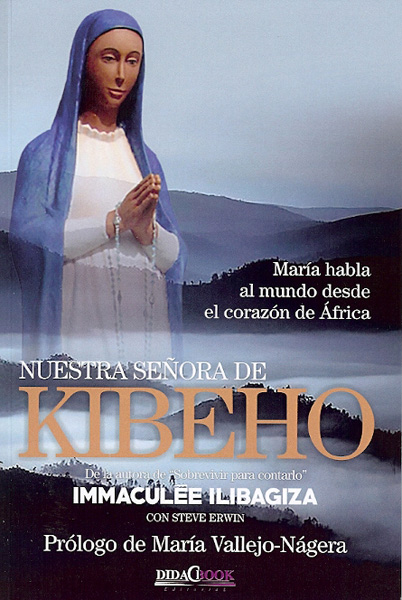 María habla
al mundo desde
el corazón de África
NUESTRA SEÑORA DE
KIBEHO
De la autora de "Sobrevivir para contarlo"
IMMACULÉE ILIBAGIZA
CON STEVE ERWIN
Prólogo de María Vallejo-Nágera
DIDACBOOK
Editorial